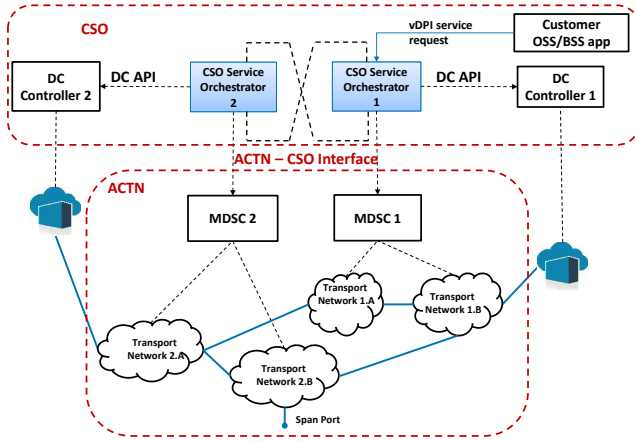 CSO
vDPI service
request
Customer
OSS/BSS app
DC
Controller 2
DC API
CSO Service
Orchestrator
2
CSO Service
Orchestrator
1
DC API
DC
Controller 1
ACTN – CSO Interface
ACTN
MDSC 2
MDSC 1
Transport
Network 1.A
Transport
Network 1.B
Transport
Network 2.A
Transport
Network 2.B
Span Port